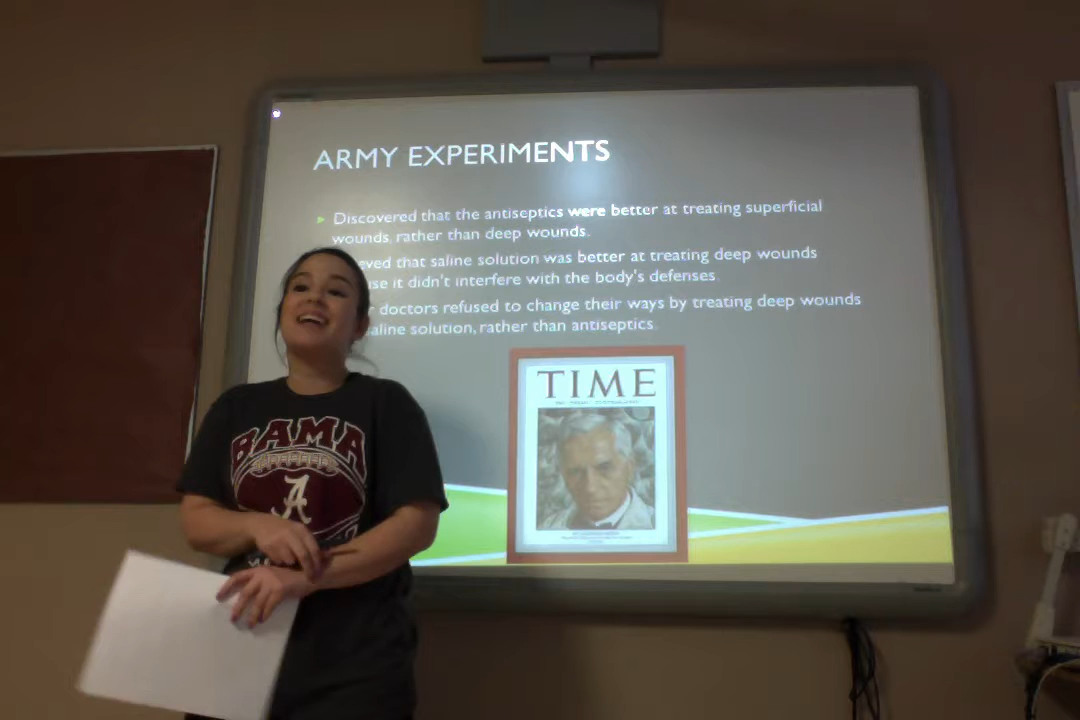 ARMY EXPERIMENTS
Discovered that the antiseptics were better at treating superficial
wounds, rather than deep wounds.
that saline solution was better at treating deep wounds
it didn't interfere with the body's defenses.
doctors refused to change their ways by treating deep wounds
saline solution, rather than antiseptics.
TIME
BAMA
A